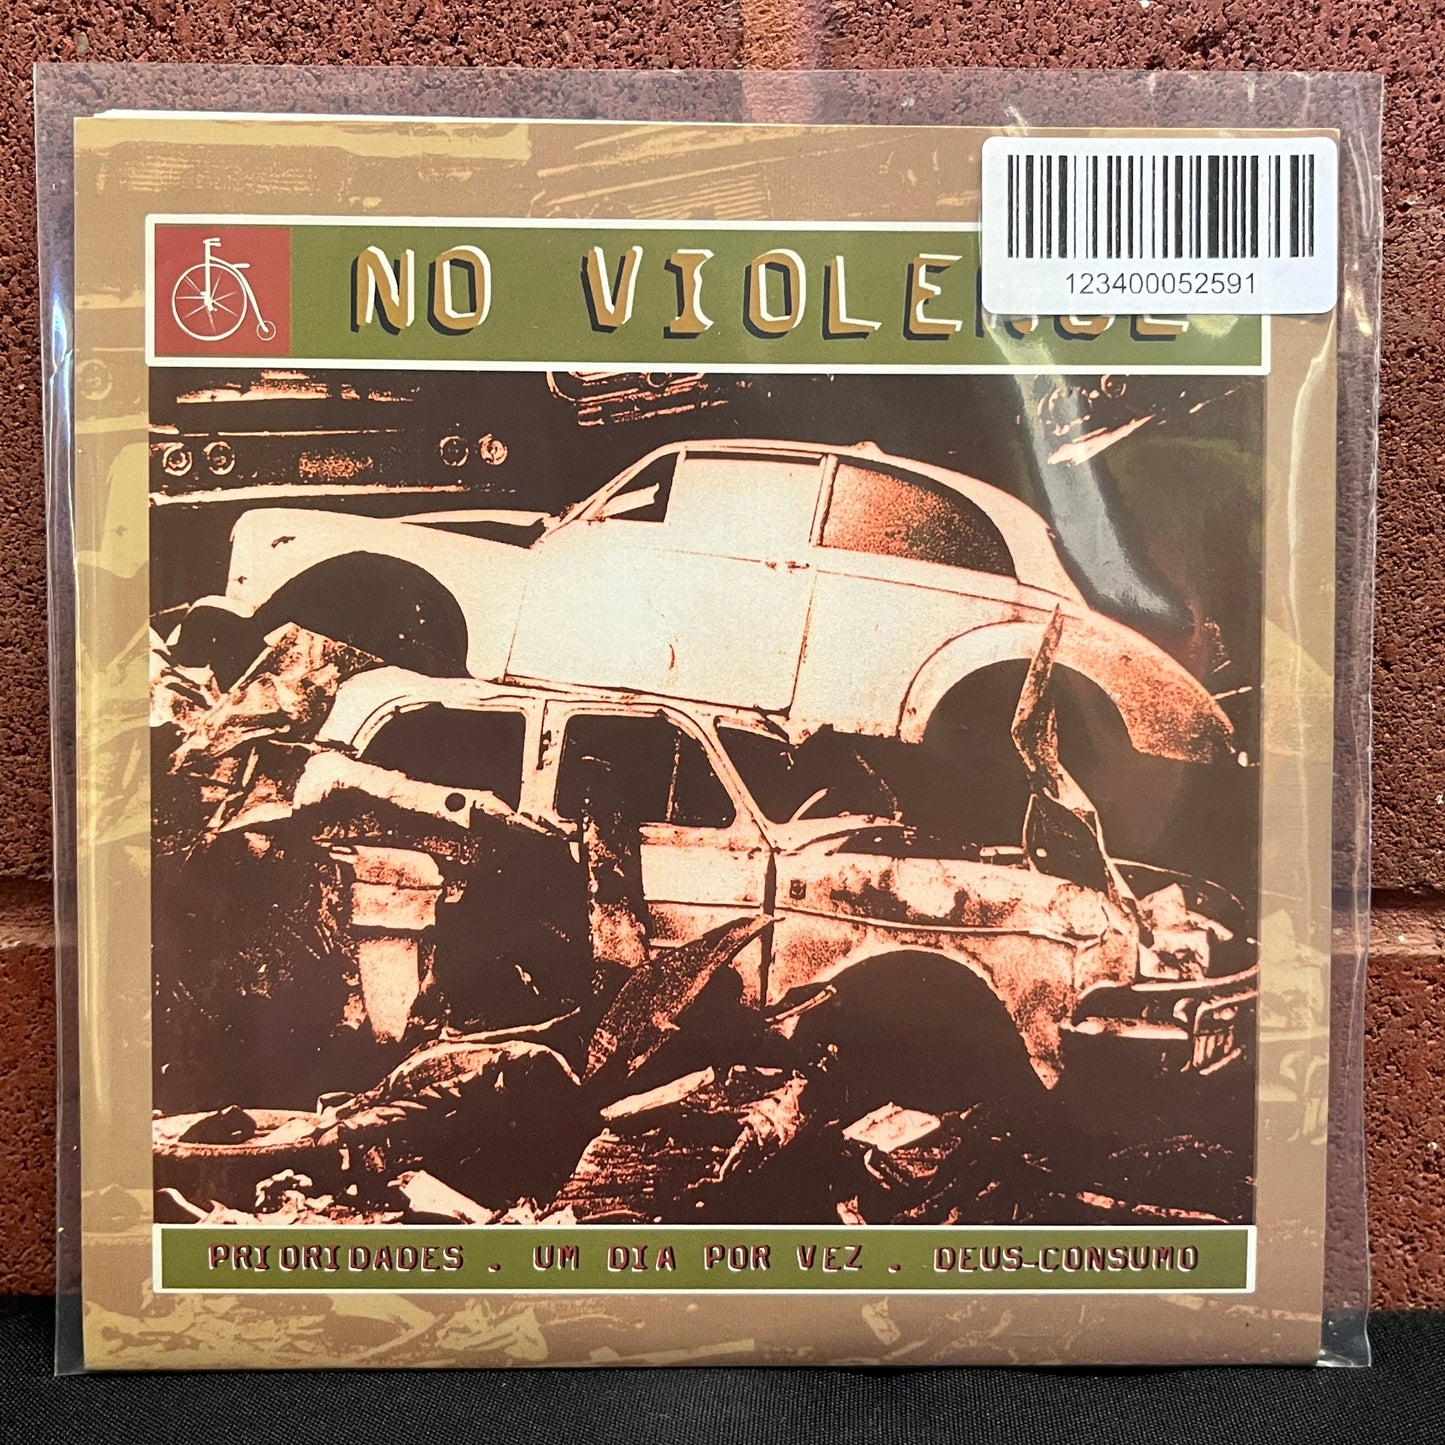 NO VIOLENCE
123400052591
PRIORIDADES . UM DIA POR VEZ . DEUS-CONSUMO